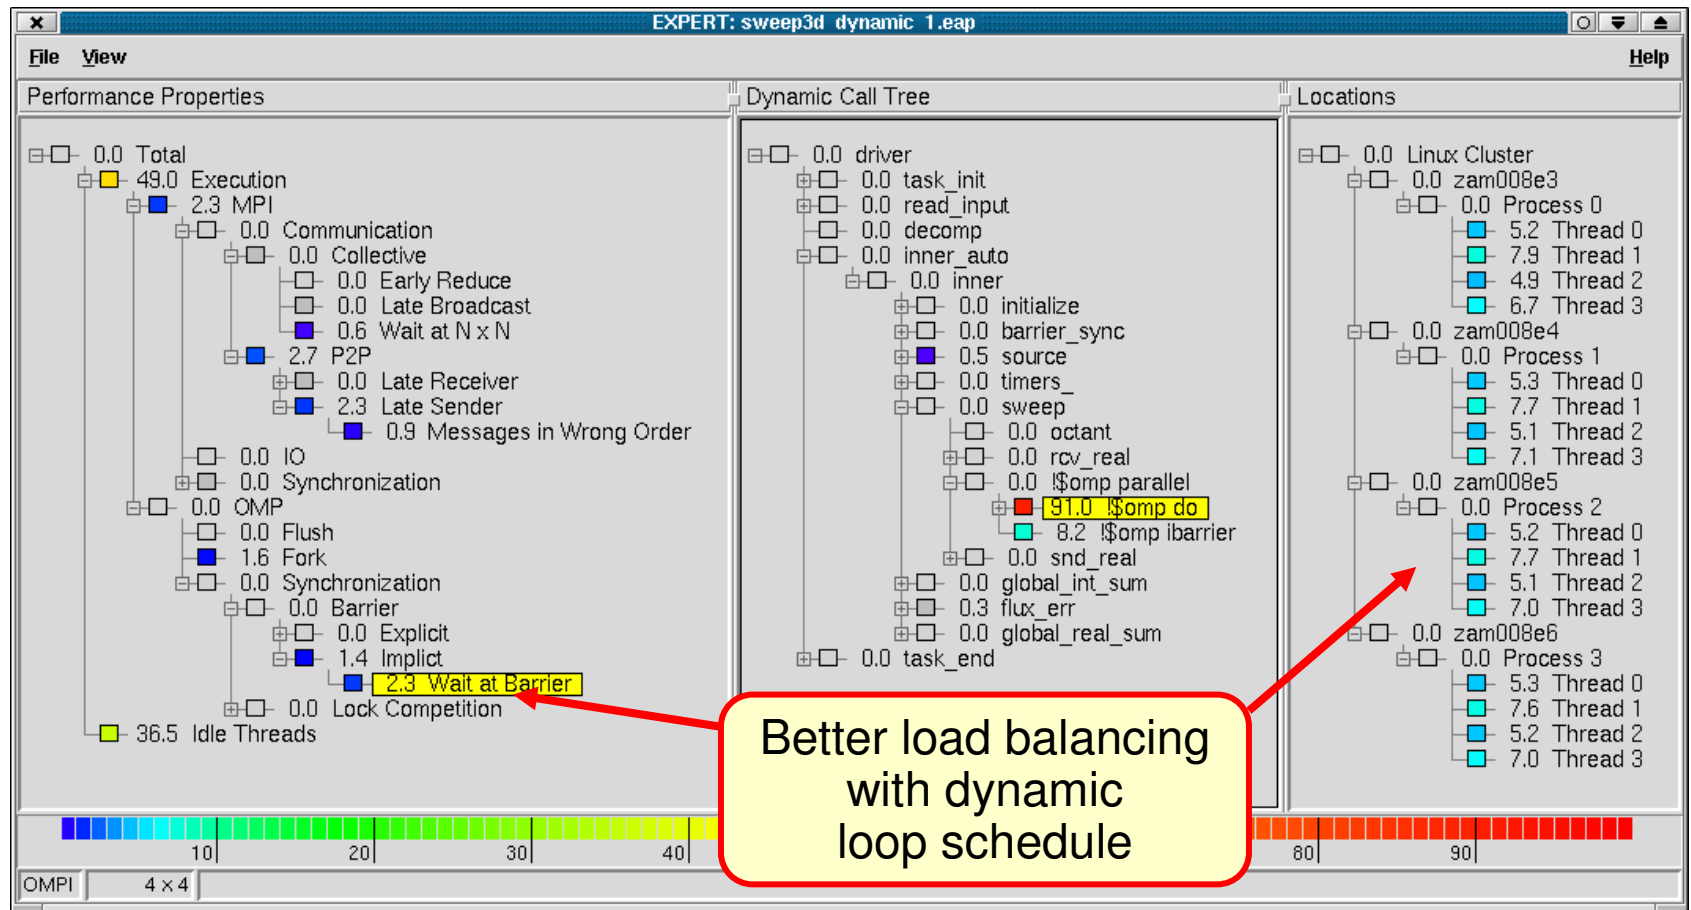 EXPERT: sweep3d dynamic 1.eap
File View Help
Performance Properties
0.0 Total
49.0 Execution
2.3 MPI
0.0 Communication
0.0 Collective
0.0 Early Reduce
0.0 Late Broadcast
0.6 Wait at N x N
2.7 P2P
0.0 Late Receiver
2.3 Late Sender
0.9 Messages in Wrong Order
0.0 IO
0.0 Synchronization
0.0 OMP
0.0 Flush
1.6 Fork
0.0 Synchronization
0.0 Barrier
0.0 Explicit
1.4 Implict
2.3 Wait at Barrier
0.0 Lock Competition
36.5 Idle Threads
Dynamic Call Tree
0.0 driver
0.0 task_init
0.0 read_input
0.0 decomp
0.0 inner_auto
0.0 inner
0.0 initialize
0.0 barrier_sync
0.5 source
0.0 timers_
0.0 sweep
0.0 octant
0.0 rcv_real
0.0 !$omp parallel
91.0 !$omp do
8.2 !$omp ibarrier
0.0 snd_real
0.0 global_int_sum
0.3 flux_err
0.0 global_real_sum
0.0 task_end
Locations
0.0 Linux Cluster
0.0 zam008e3
0.0 Process 0
5.2 Thread 0
7.9 Thread 1
4.9 Thread 2
6.7 Thread 3
0.0 zam008e4
0.0 Process 1
5.3 Thread 0
7.7 Thread 1
5.1 Thread 2
7.1 Thread 3
0.0 zam008e5
0.0 Process 2
5.2 Thread 0
7.7 Thread 1
5.1 Thread 2
7.0 Thread 3
0.0 zam008e6
0.0 Process 3
5.3 Thread 0
7.6 Thread 1
5.2 Thread 2
7.0 Thread 3
Better load balancing
with dynamic
loop schedule
10 20 30 40 80 90
OMPI 4 x 4